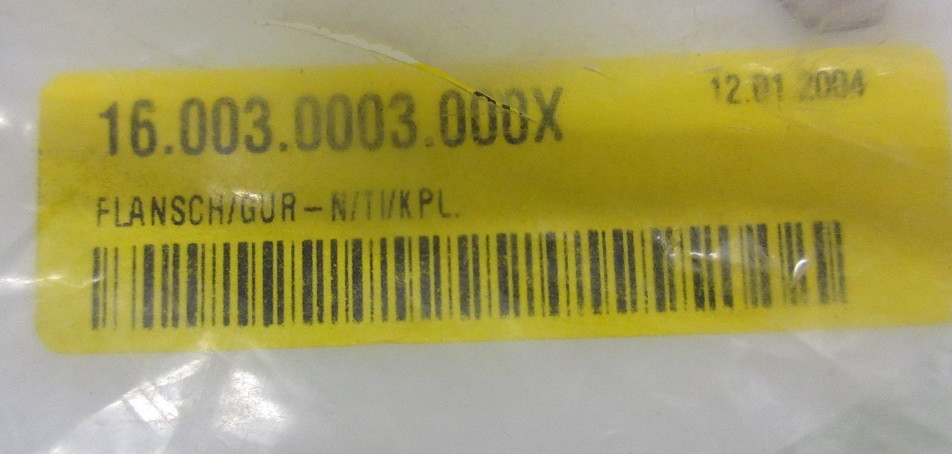 16.003.0003.000X
12.01 2004
FLANSCH/GUR-N/TI/KPL.